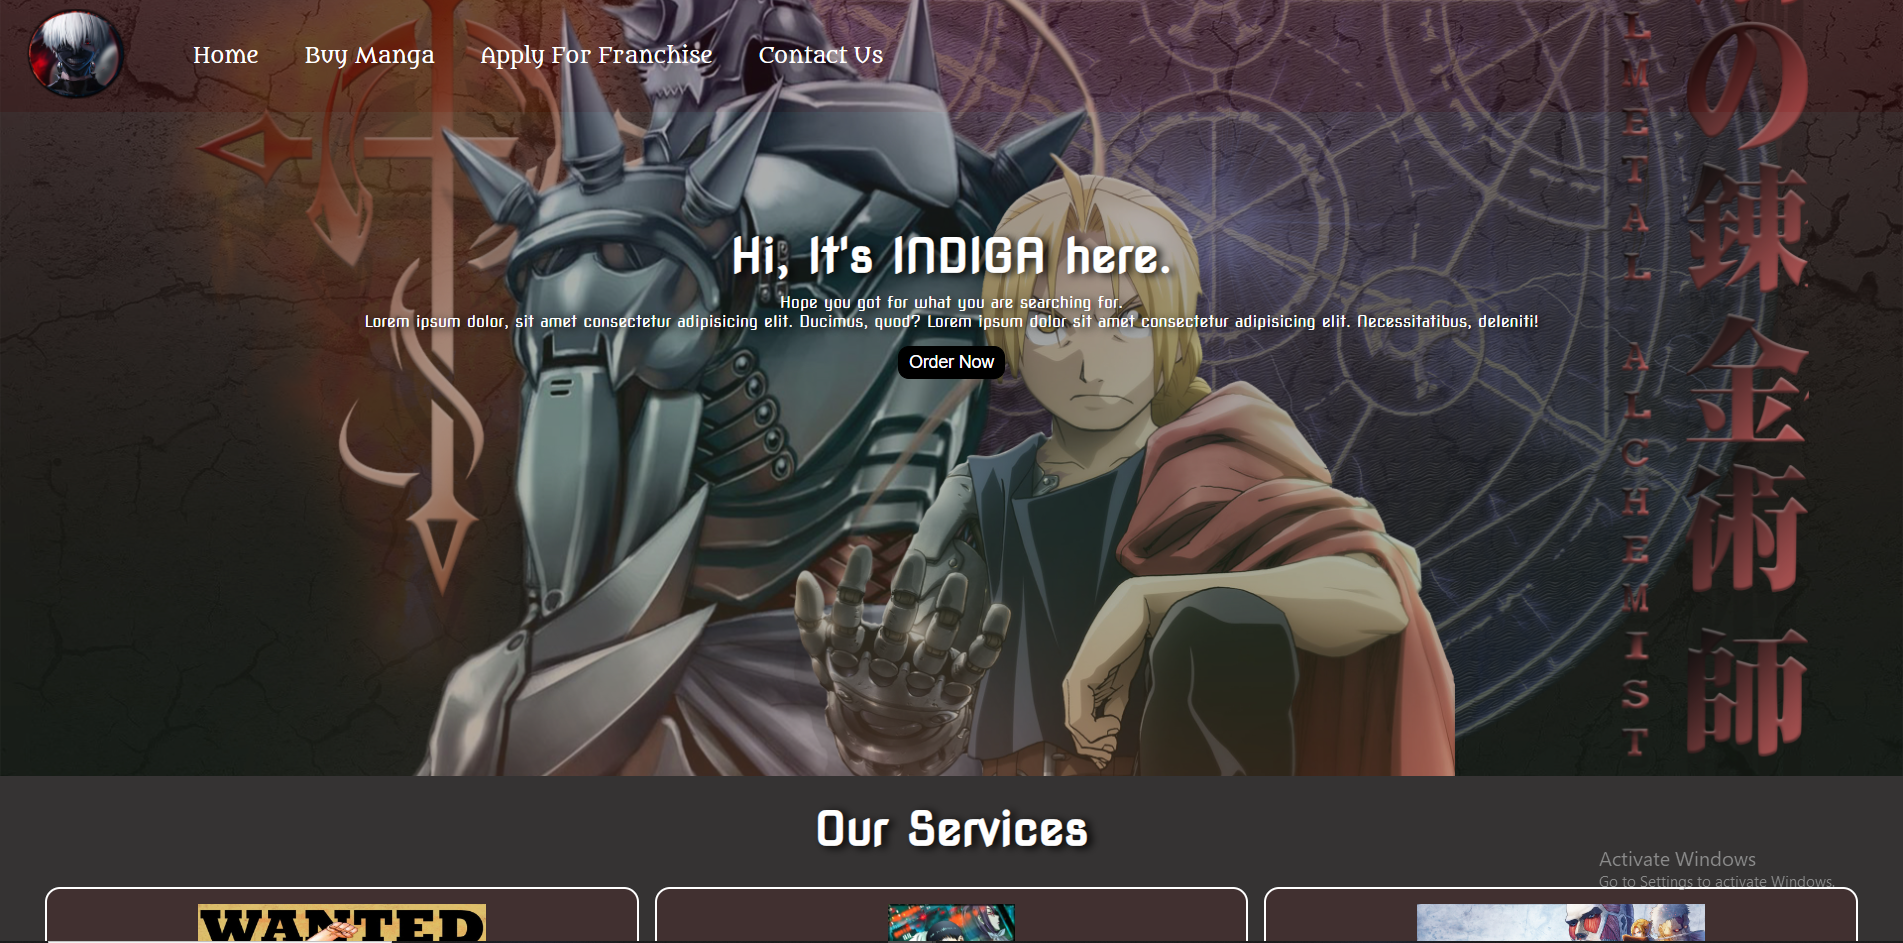 Home
Buy Manga
Apply For Franchise
Contact Us
LMETAL ALCHEMIST
の錬金術師
Hi, It's INDIGA here.
Hope you got for what you are searching for.
Lorem ipsum dolor, sit amet consectetur adipisicing elit. Ducimus, quod? Lorem ipsum dolor sit amet consectetur adipisicing elit. Necessitatibus, deleniti!
Order Now
Our Services
Activate Windows
Go to Settings to activate Windows.
WANTED